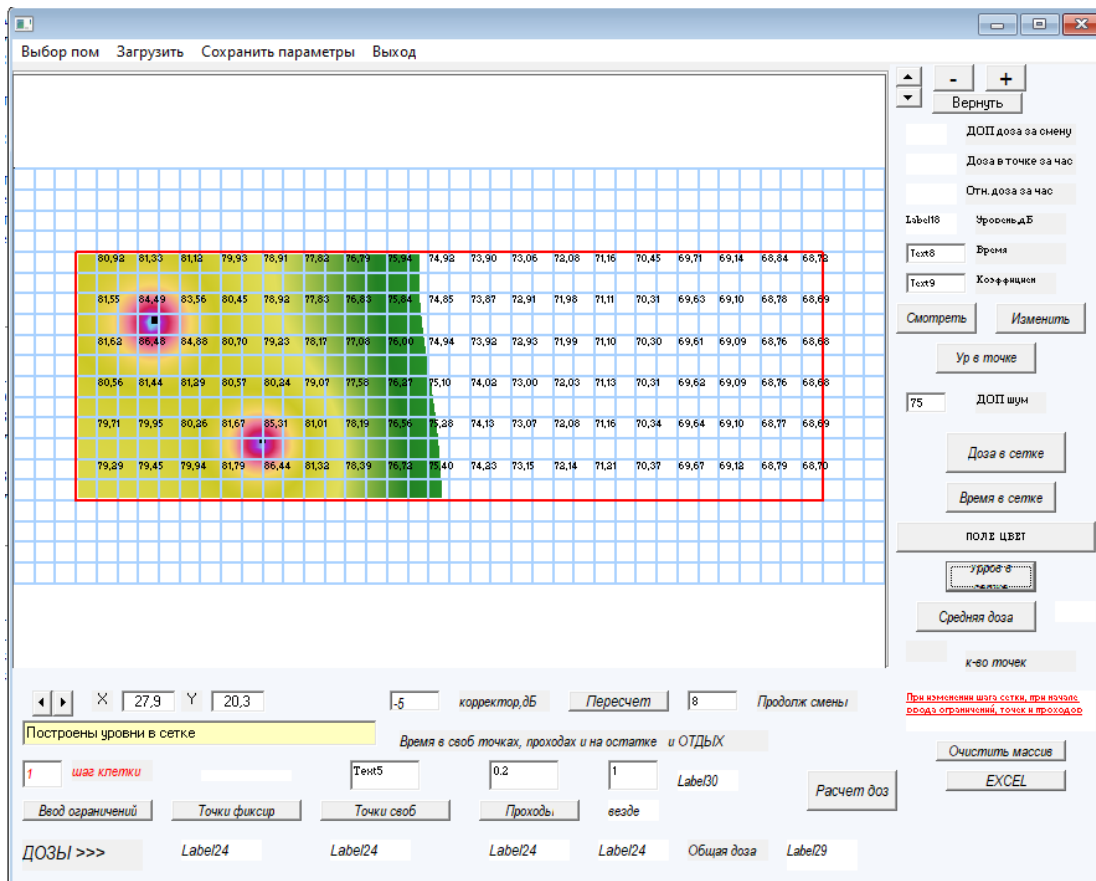 Выбор пом Загрузить Сохранить параметры Выход
- +
Вернуть
ДОП доза за смену
Доза в точке за час
Отн. доза за час
Label18 Уровень,дБ
Text8 Время
Text9 Коэффициен
Смотреть Изменить
Ур в точке
75 ДОП шум
Доза в сетке
Время в сетке
ПОЛЕ ЦВЕТ
Средняя доза
к-во точек
80,92 81,33 81,12 79,93 78,91 77,82 76,79 75,94 74,92 73,90 73,06 72,08 71,16 70,45 69,71 69,14 68,84 68,72
81,55 84,49 83,56 80,45 78,92 77,83 76,83 75,84 74,85 73,87 72,91 71,98 71,11 70,31 69,63 69,10 68,78 68,69
81,62 86,48 84,88 80,70 79,23 78,17 77,08 76,00 74,94 73,92 72,93 71,99 71,10 70,30 69,61 69,09 68,76 68,68
80,56 81,44 81,29 80,57 80,24 79,07 77,58 76,27 75,10 74,02 73,00 72,03 71,13 70,31 69,62 69,09 68,76 68,68
79,71 79,95 80,26 81,67 85,31 81,01 78,19 76,56 75,28 74,13 73,07 72,08 71,16 70,34 69,64 69,10 68,77 68,69
79,29 79,45 79,94 81,79 86,44 81,32 78,39 76,72 75,40 74,23 73,15 72,14 71,21 70,37 69,67 69,12 68,79 68,70
X 27,9 Y 20,3 -5 корректор,дБ Пересчет 8 Продолж смены
При изменении шага сетки, при начале
ввода ограничений, точек и проходов
Построены уровни в сетке
Время в своб точках, проходах и на остатке и ОТДЫХ
Очистить массив
1 шаг клетки Text5 0.2 1 Label30
Расчет доз
EXCEL
Ввод ограничений Точки фиксир Точки своб Проходы везде
ДОЗЫ >>> Label24 Label24 Label24 Label24 Общая доза Label29